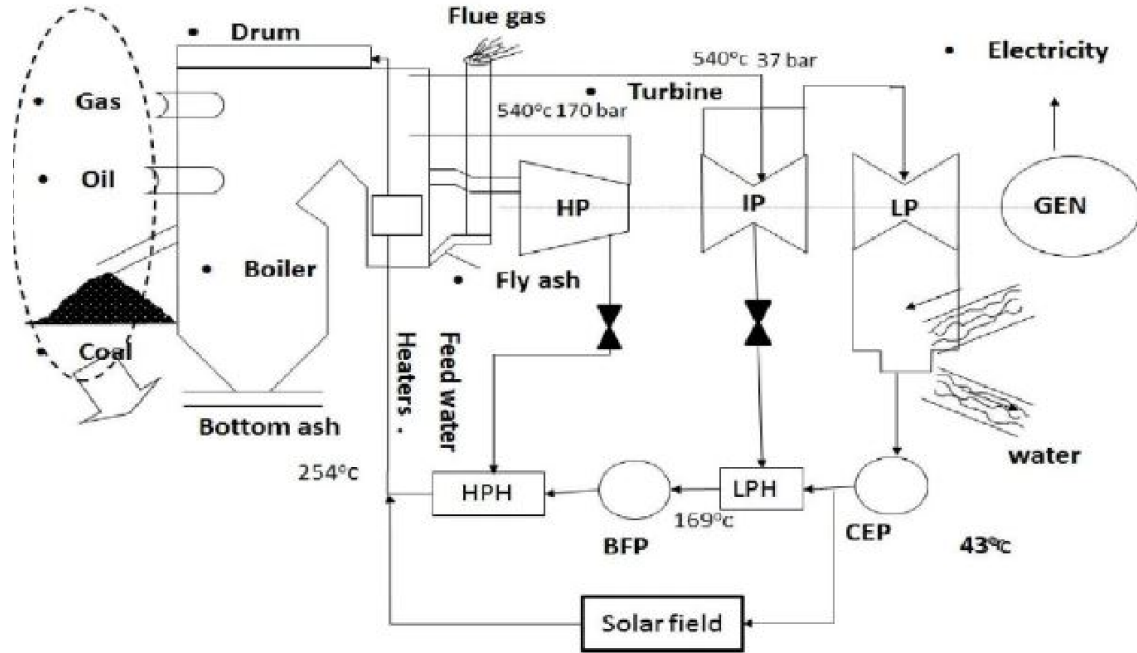 Flue gas
• Drum
540°c 37 bar
• Electricity
• Gas
• Turbine
540°c 170 bar
• Oil
HP
IP
LP
GEN
• Boiler
• Fly ash
• Coal
Feed water
Heaters .
Bottom ash
254°c
water
HPH
LPH
169°c
BFP
CEP
43°c
Solar field